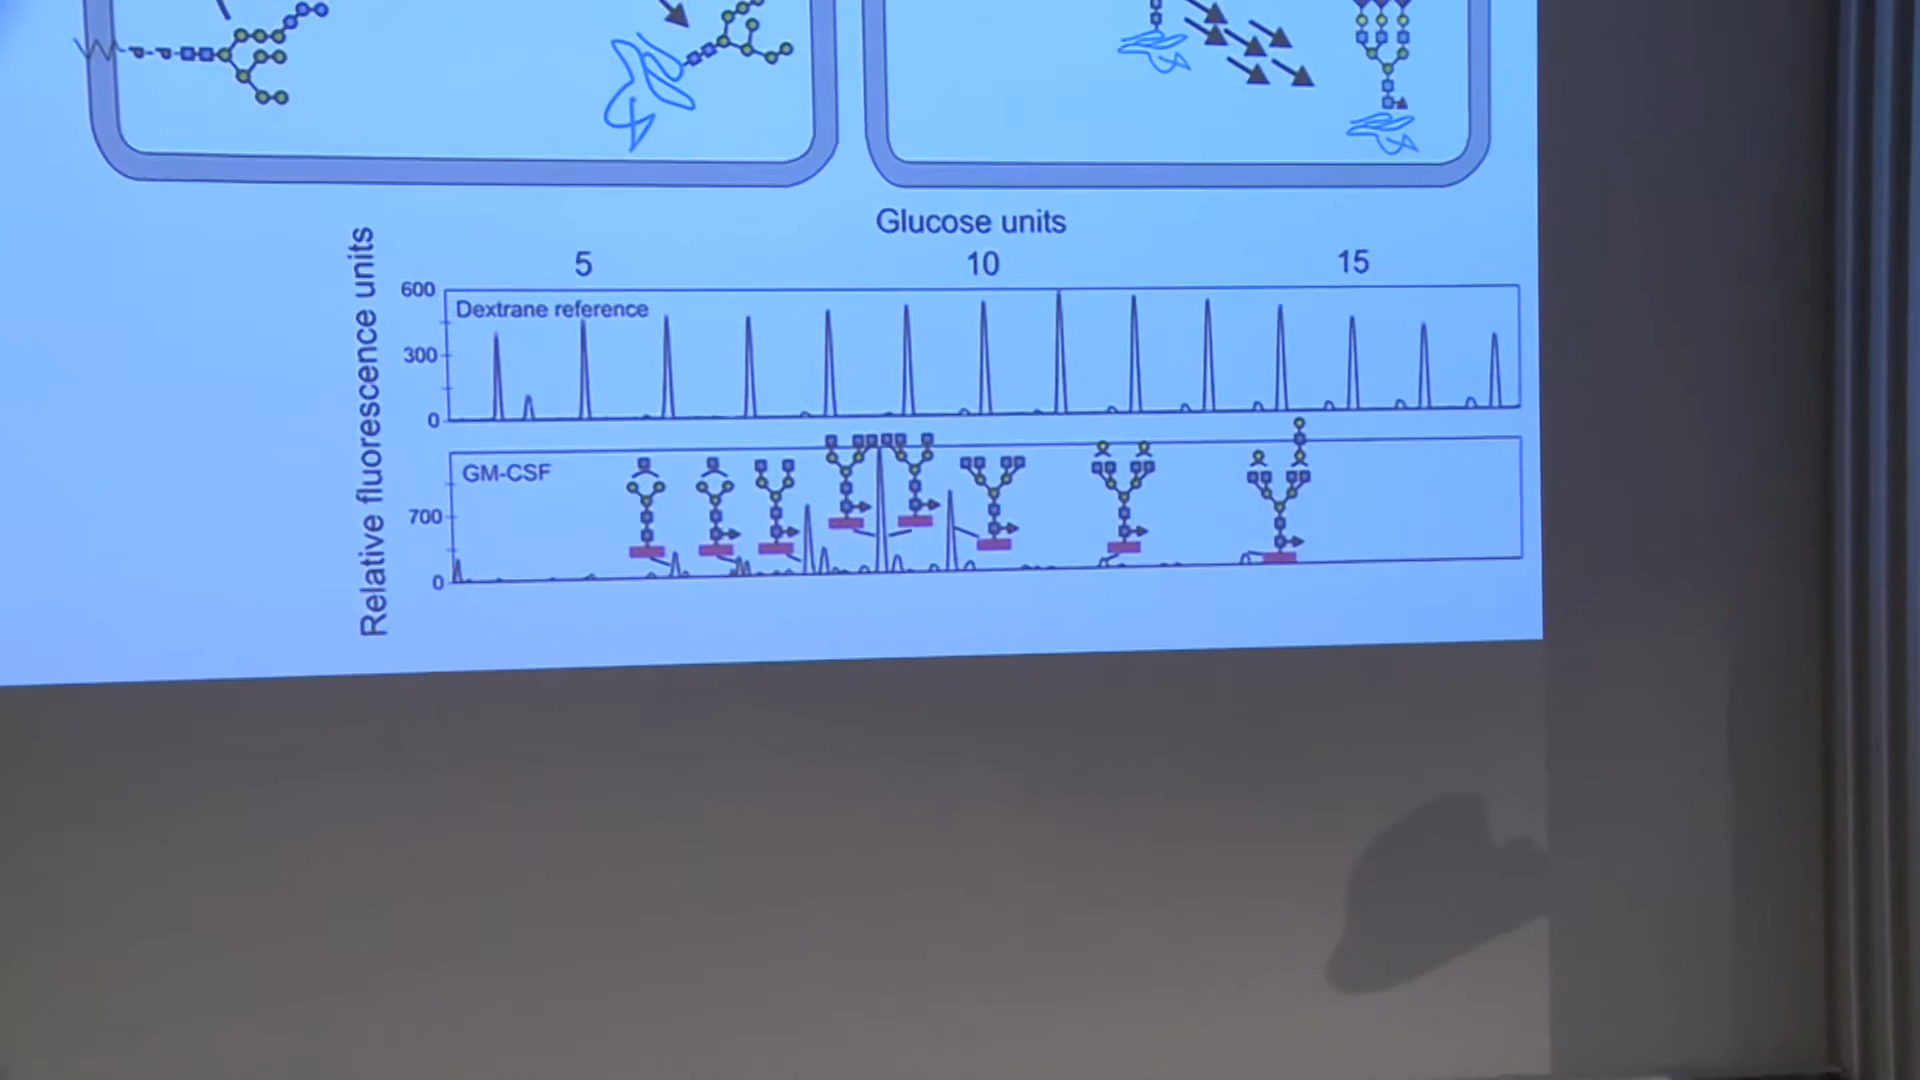 P-P
Glucose units
5 10 15
Relative fluorescence units
600
Dextrane reference
300
0
GM-CSF
700
0